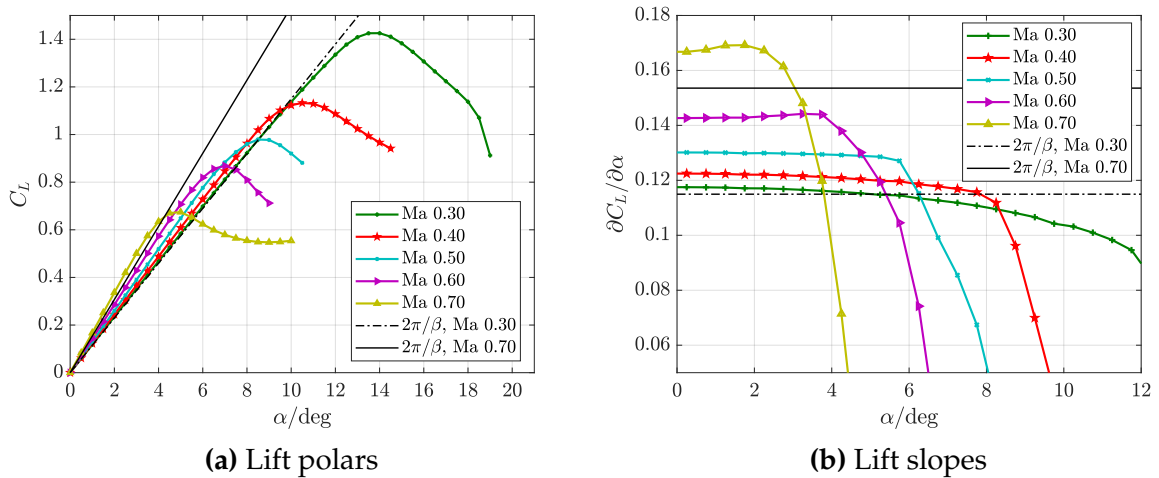 1.4
1.2
1
0.8
0.6
0.4
0.2
0
C_L
0 2 4 6 8 10 12 14 16 18 20
α/deg
Ma 0.30
Ma 0.40
Ma 0.50
Ma 0.60
Ma 0.70
2π/β, Ma 0.30
2π/β, Ma 0.70
(a) Lift polars
0.18
0.16
0.14
0.12
0.1
0.08
0.06
∂C_L/∂α
0 2 4 6 8 10 12
α/deg
Ma 0.30
Ma 0.40
Ma 0.50
Ma 0.60
Ma 0.70
2π/β, Ma 0.30
2π/β, Ma 0.70
(b) Lift slopes